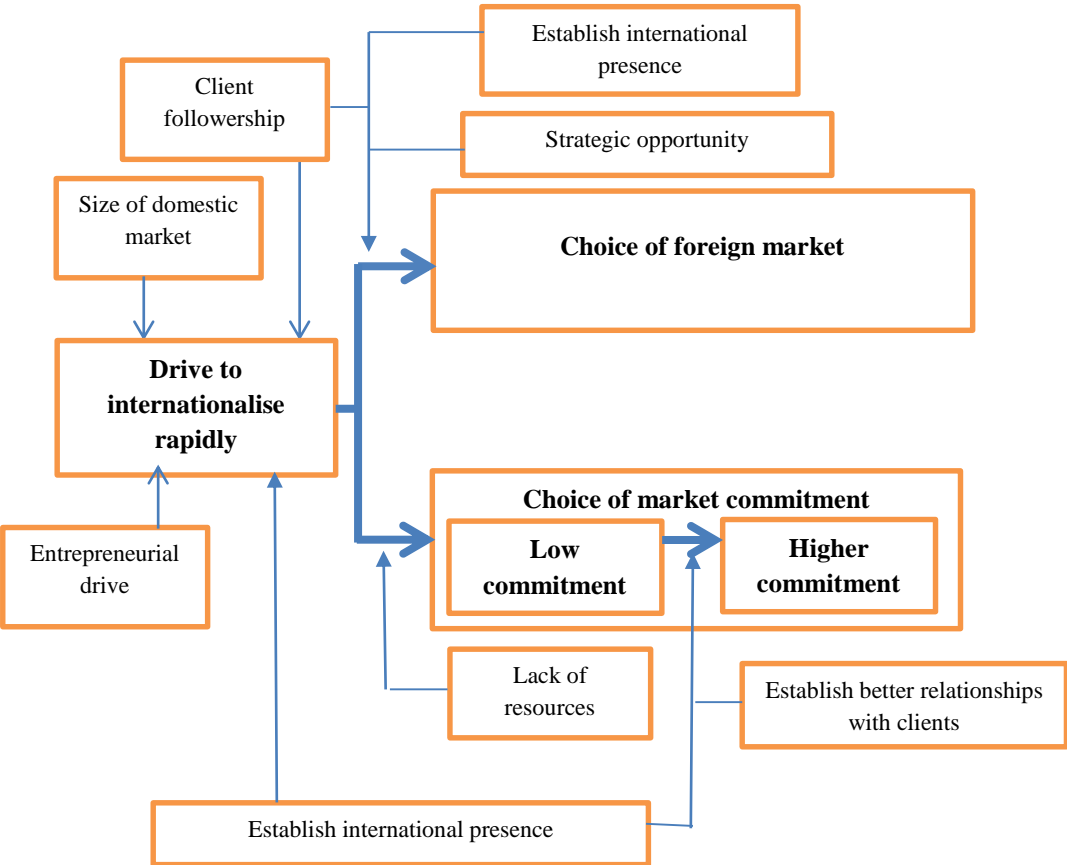 Establish international
presence
Client
followership
Strategic opportunity
Size of domestic
market
Choice of foreign market
Drive to
internationalise
rapidly
Choice of market commitment
Low
commitment
Higher
commitment
Entrepreneurial
drive
Lack of
resources
Establish better relationships
with clients
Establish international presence